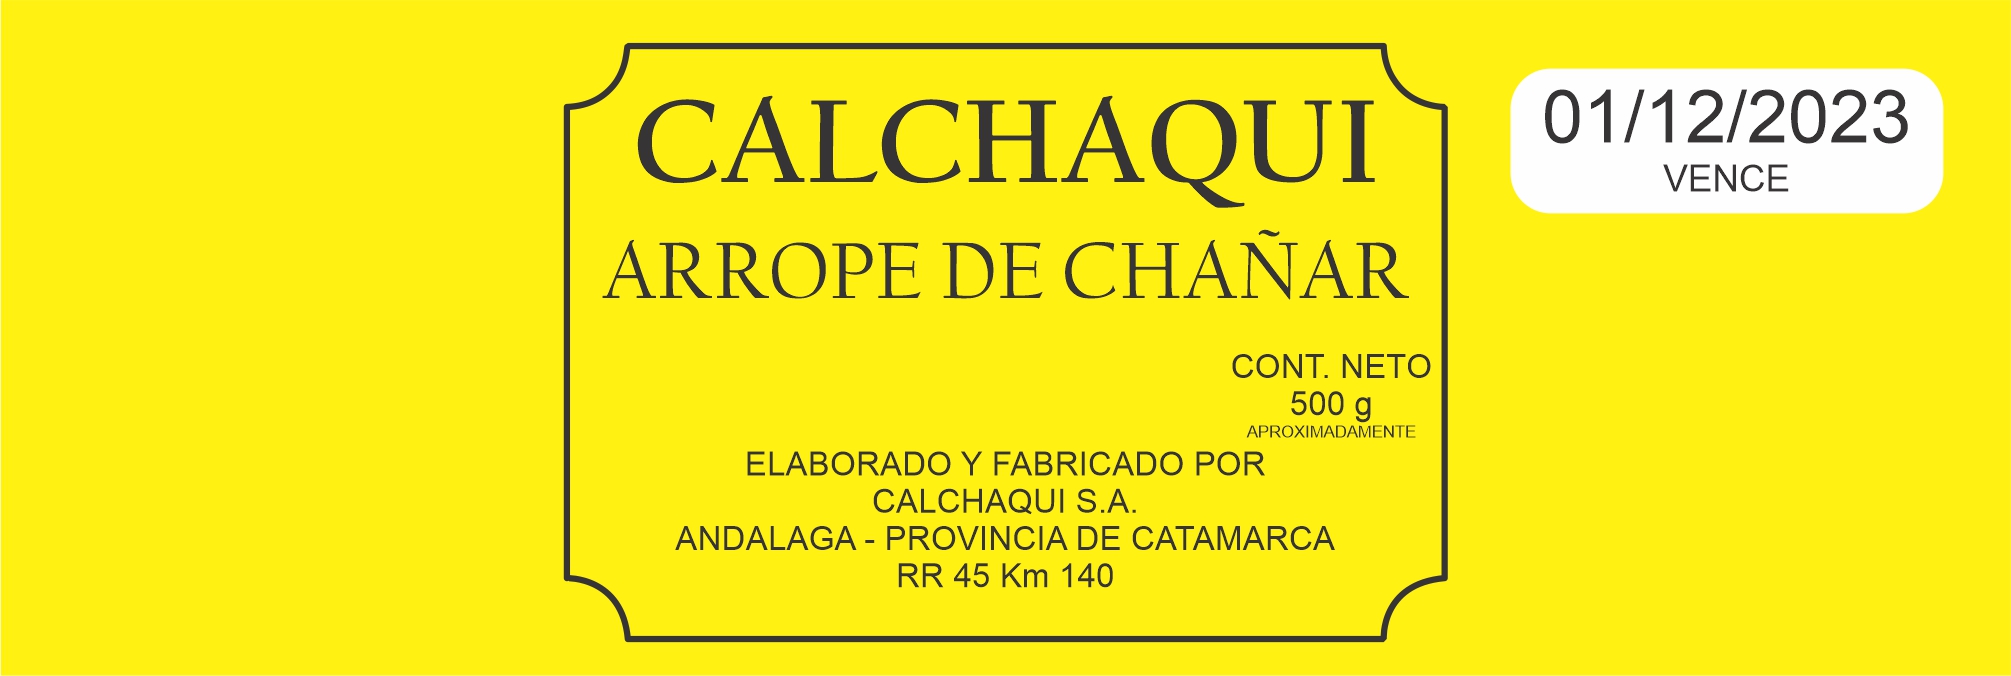 CALCHAQUI
ARROPE DE CHAÑAR
CONT. NETO
500 g
APROXIMADAMENTE
ELABORADO Y FABRICADO POR
CALCHAQUI S.A.
ANDALAGA - PROVINCIA DE CATAMARCA
RR 45 Km 140
01/12/2023
VENCE